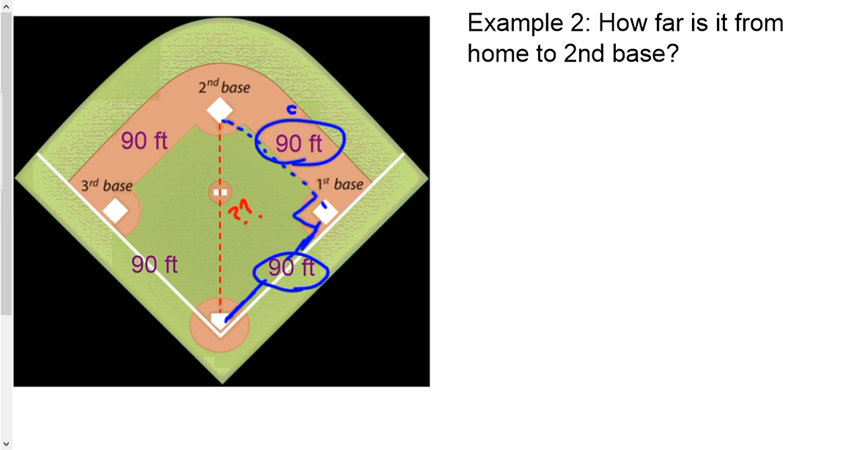 Example 2: How far is it from
home to 2nd base?
2nd base
c
90 ft
90 ft
3rd base
1st base
??.
90 ft
90 ft